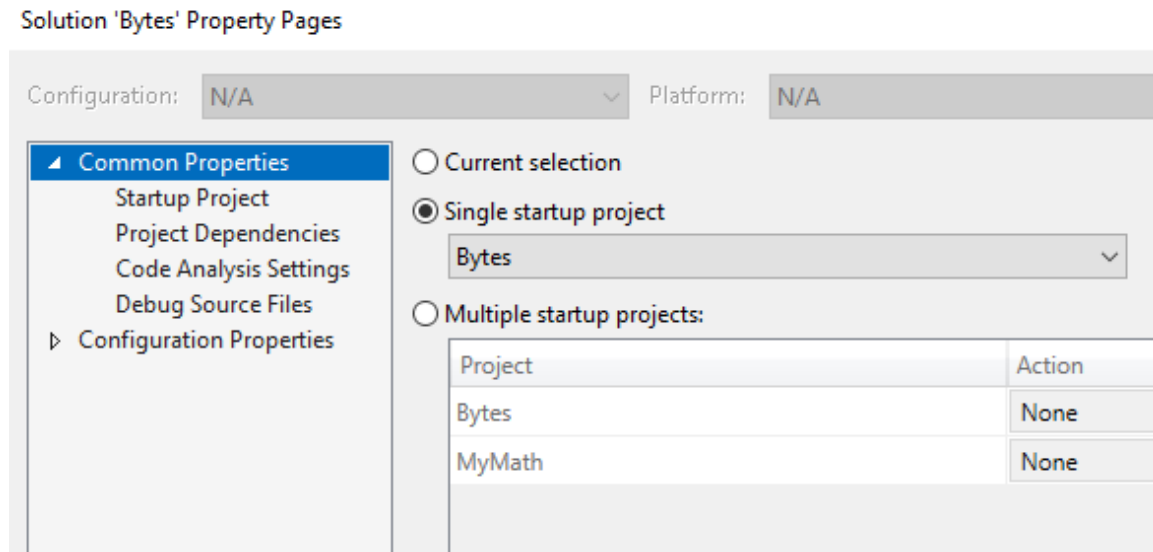 Solution 'Bytes' Property Pages
Configuration: N/A Platform: N/A
Common Properties
Startup Project
Project Dependencies
Code Analysis Settings
Debug Source Files
Configuration Properties
Current selection
Single startup project
Bytes
Multiple startup projects:
Project Action
Bytes None
MyMath None